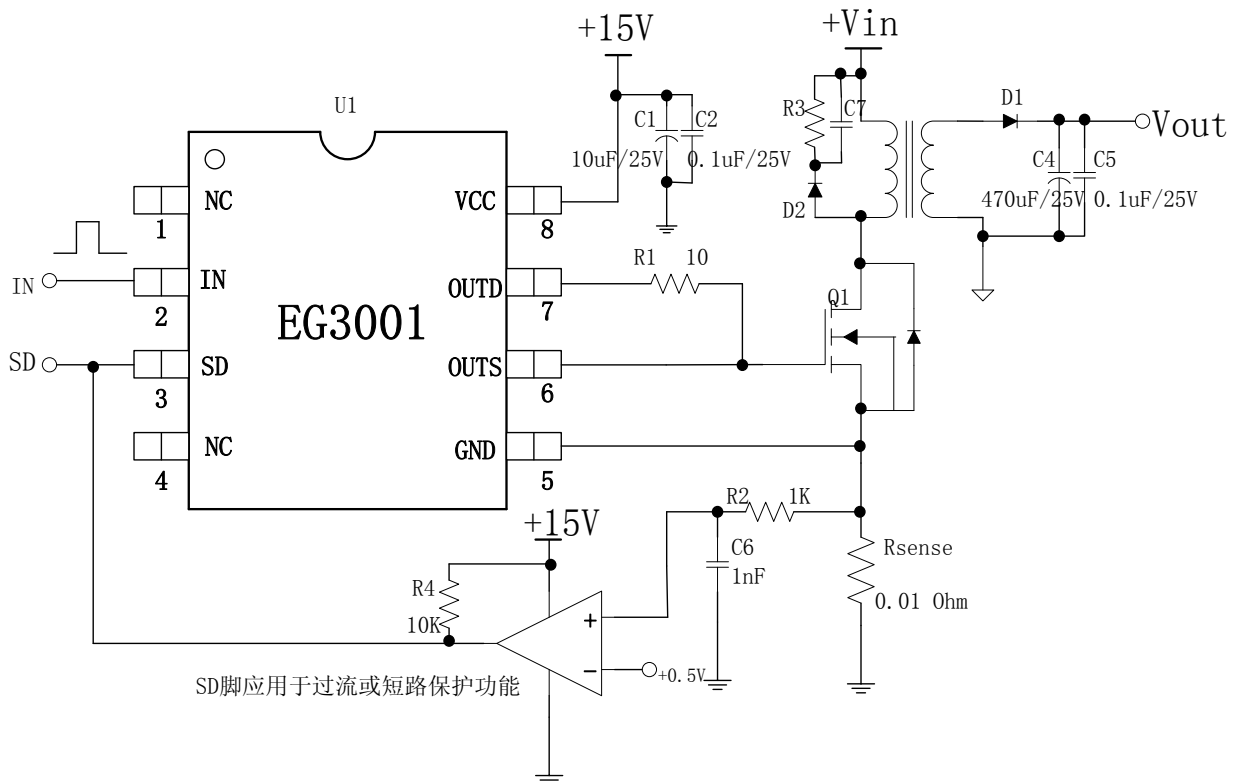 +15V
+Vin
U1
C1
C2
10uF/25V
0.1uF/25V
R3
C7
D1
Vout
C4
C5
470uF/25V
0.1uF/25V
D2
NC
1
VCC
8
IN
IN
2
OUTD
7
R1
10
EG3001
Q1
SD
SD
3
OUTS
6
NC
4
GND
5
R2
1K
+15V
C6
1nF
Rsense
0.01 Ohm
R4
10K
+
-
+0.5V
SD脚应用于过流或短路保护功能